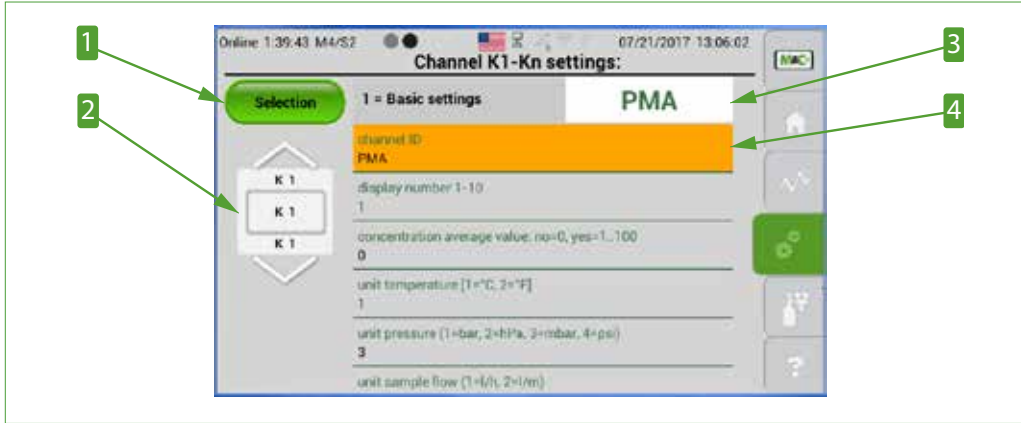 1
2
3
4
Online 1:39:43 M4/S2
07/21/2017 13:06:02
Channel K1-Kn settings:
MAC
Selection
1 = Basic settings
PMA
channel ID
PMA
K 1
K 1
K 1
display number 1-10
1
concentration average value: no=0, yes=1..100
0
unit temperature [1=°C, 2=°F]
1
unit pressure (1=bar, 2=hPa, 3=mbar, 4=psi)
3
unit sample flow (1=l/h, 2=l/m)
?